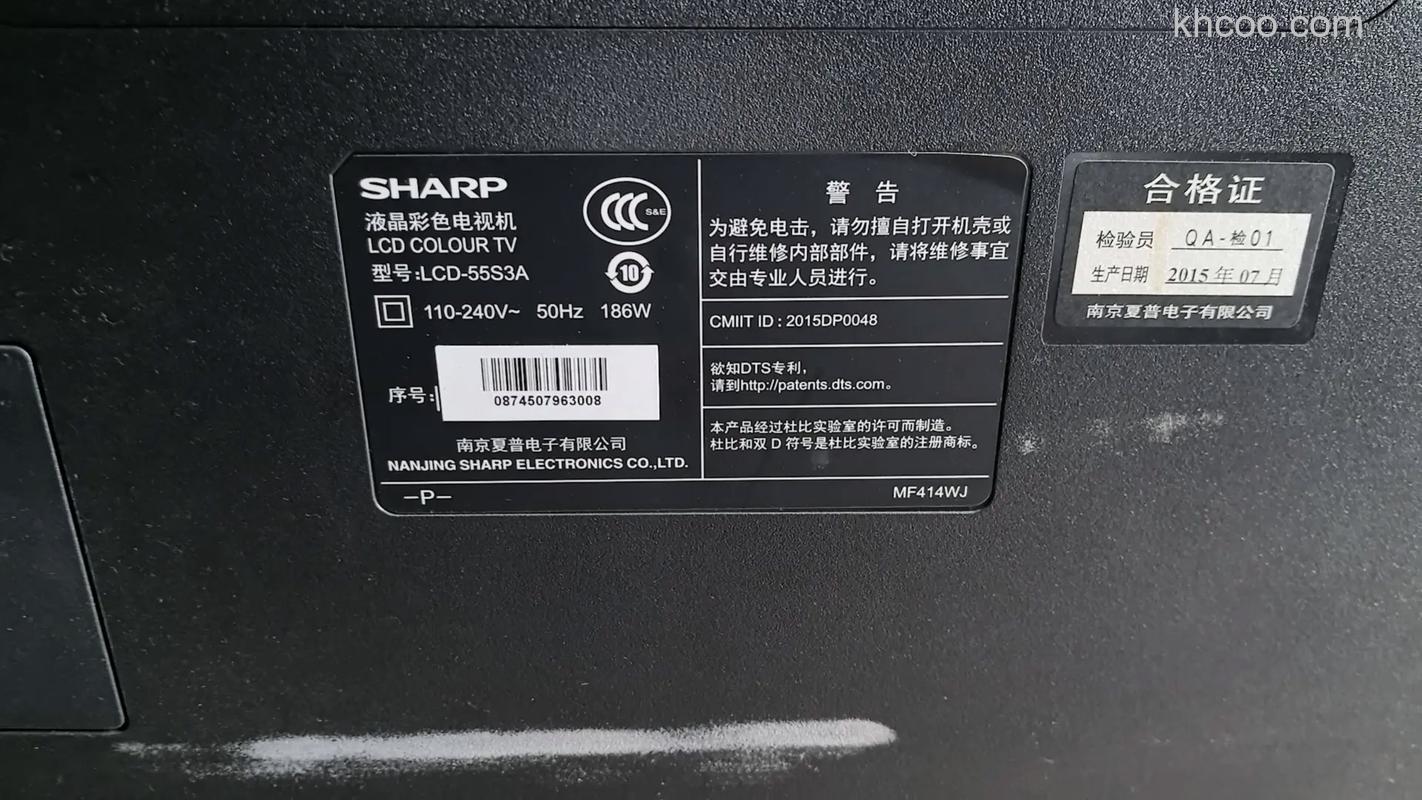 khcoo.com
SHARP
液晶彩色电视机
LCD COLOUR TV
型号:LCD-55S3A
110-240V~ 50Hz 186W
序号:
0874507963008
南京夏普电子有限公司
NANJING SHARP ELECTRONICS CO.,LTD.
–P–
S&E
10
警 告
为避免电击，请勿擅自打开机壳或
自行维修内部部件，请将维修事宜
交由专业人员进行。
CMIIT ID : 2015DP0048
欲知DTS专利，
请到http://patents.dts.com。
本产品经过杜比实验室的许可而制造。
杜比和双 D 符号是杜比实验室的注册商标。
MF414WJ
合格证
检验员 QA-检01
生产日期 2015年07月
南京夏普电子有限公司